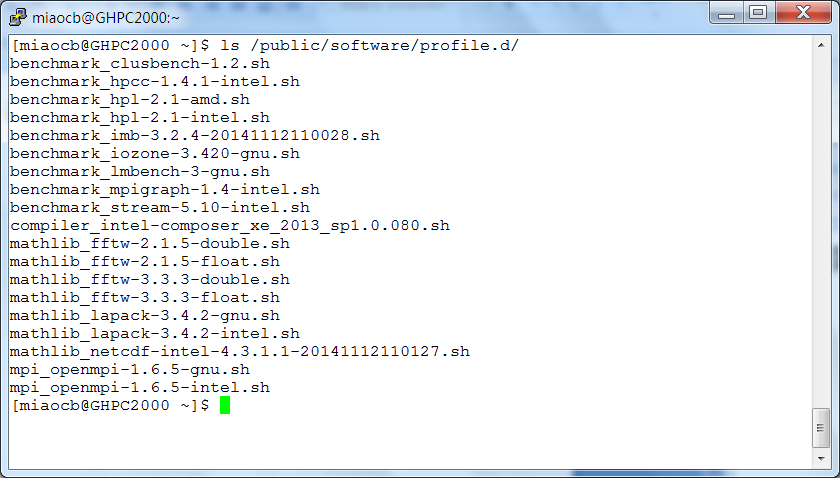 miaocb@GHPC2000:~
[miaocb@GHPC2000 ~]$ ls /public/software/profile.d/
benchmark_clusbench-1.2.sh
benchmark_hpcc-1.4.1-intel.sh
benchmark_hpl-2.1-amd.sh
benchmark_hpl-2.1-intel.sh
benchmark_imb-3.2.4-20141112110028.sh
benchmark_iozone-3.420-gnu.sh
benchmark_lmbench-3-gnu.sh
benchmark_mpigraph-1.4-intel.sh
benchmark_stream-5.10-intel.sh
compiler_intel-composer_xe_2013_sp1.0.080.sh
mathlib_fftw-2.1.5-double.sh
mathlib_fftw-2.1.5-float.sh
mathlib_fftw-3.3.3-double.sh
mathlib_fftw-3.3.3-float.sh
mathlib_lapack-3.4.2-gnu.sh
mathlib_lapack-3.4.2-intel.sh
mathlib_netcdf-intel-4.3.1.1-20141112110127.sh
mpi_openmpi-1.6.5-gnu.sh
mpi_openmpi-1.6.5-intel.sh
[miaocb@GHPC2000 ~]$